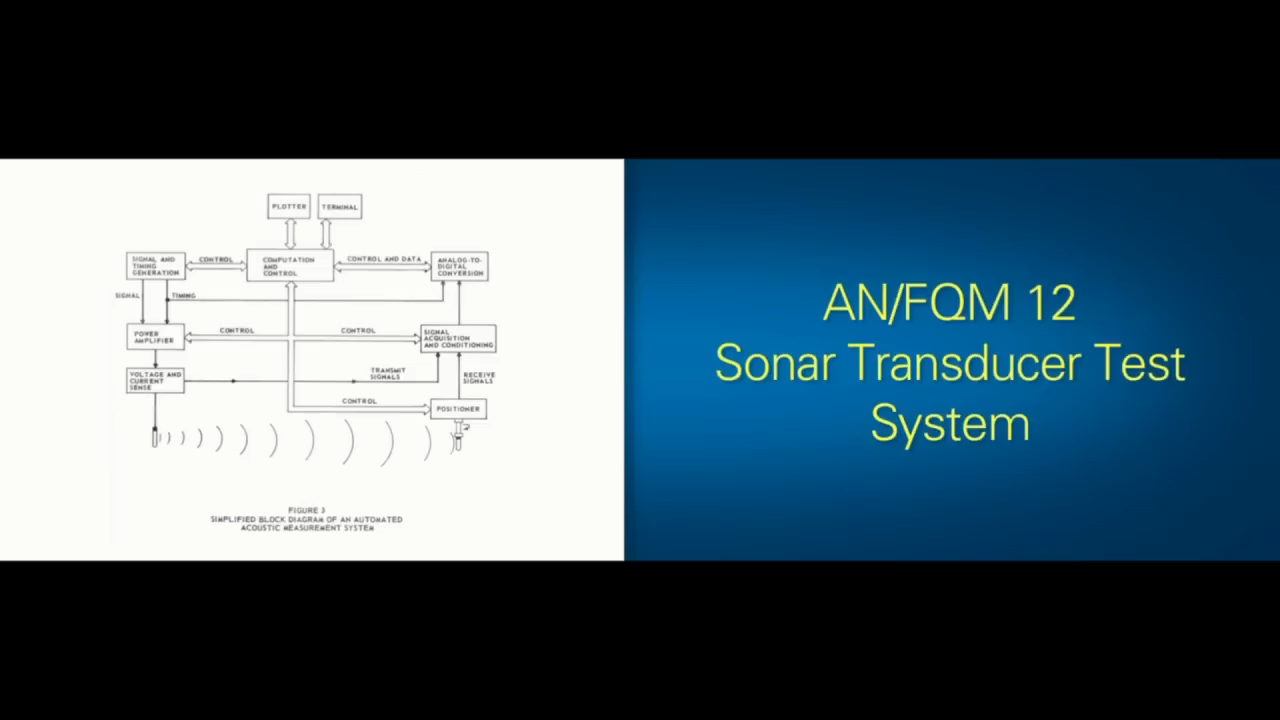 PLOTTER
TERMINAL
SIGNAL AND
TIMING
GENERATION
CONTROL
COMPUTATION
AND
CONTROL
CONTROL AND DATA
ANALOG-TO-
DIGITAL
CONVERSION
SIGNAL
TIMING
POWER
AMPLIFIER
CONTROL
CONTROL
SIGNAL
ACQUISITION
AND CONDITIONING
VOLTAGE AND
CURRENT
SENSE
TRANSMIT
SIGNALS
RECEIVE
SIGNALS
CONTROL
POSITIONER
FIGURE 3
SIMPLIFIED BLOCK DIAGRAM OF AN AUTOMATED
ACOUSTIC MEASUREMENT SYSTEM
AN/FQM 12
Sonar Transducer Test
System